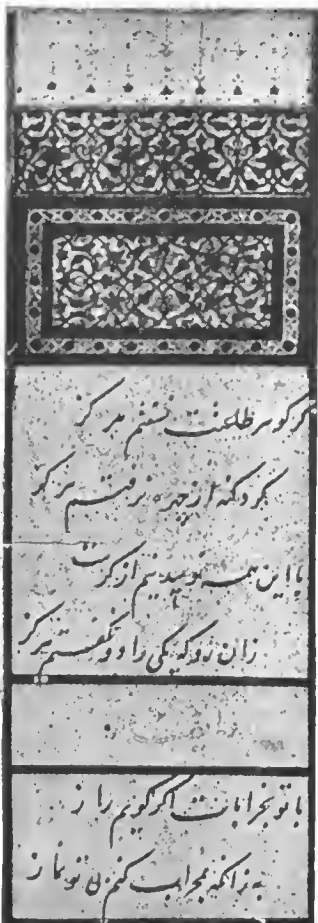 گر گوهر طاعتت نسفتم هرگز
گرد گنه از چهره نرفتم هرگز
با این همه نومید نیم از کرمت
زان رو که یکی را دو نگفتم هرگز
با تو بخرابات اگر گویم راز
به زانکه بمحراب کنم بی تو نماز